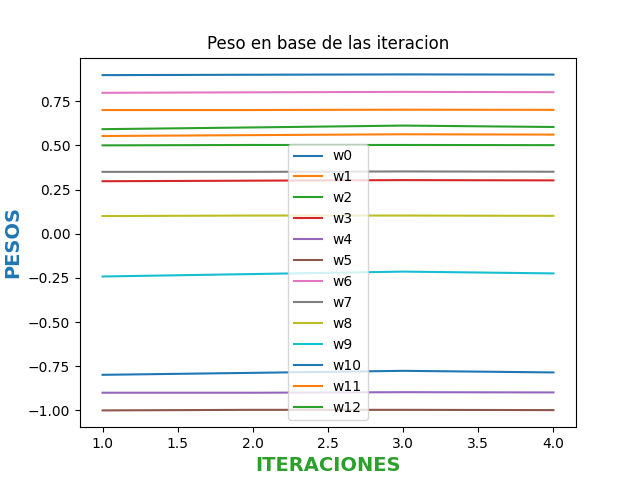 Peso en base de las iteracion
PESOS
0.75
0.50
0.25
0.00
−0.25
−0.50
−0.75
−1.00
w0
w1
w2
w3
w4
w5
w6
w7
w8
w9
w10
w11
w12
1.0 1.5 2.0 2.5 3.0 3.5 4.0
ITERACIONES